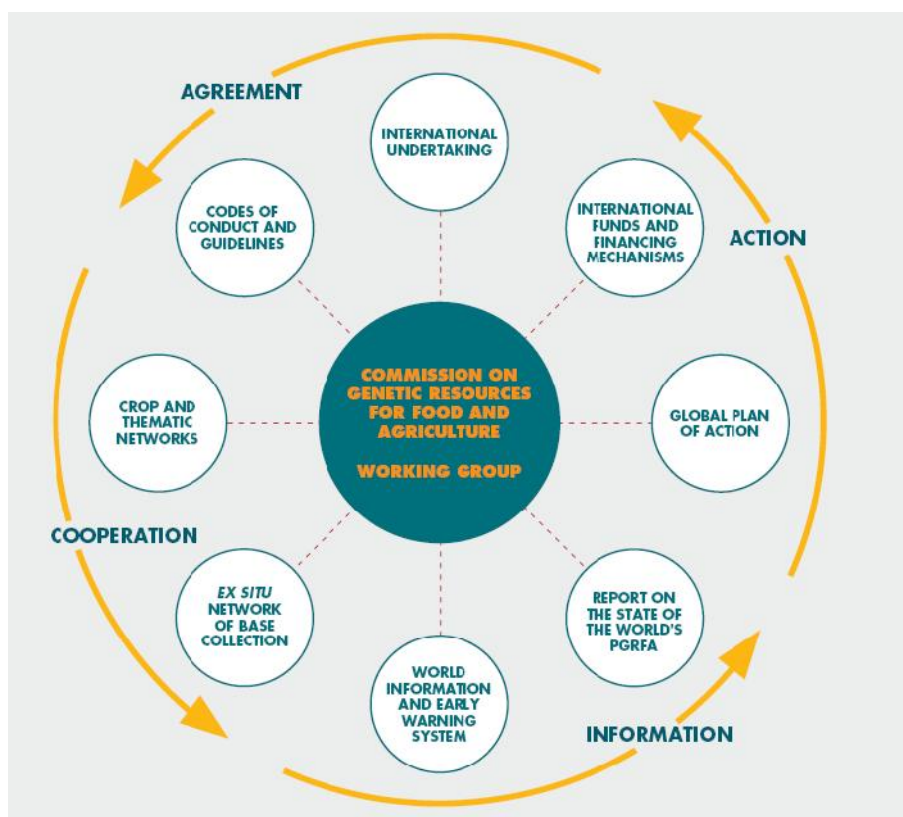 AGREEMENT
INTERNATIONAL
UNDERTAKING
CODES OF
CONDUCT AND
GUIDELINES
INTERNATIONAL
FUNDS AND
FINANCING
MECHANISMS
ACTION
COMMISSION ON
GENETIC RESOURCES
FOR FOOD AND
AGRICULTURE
WORKING GROUP
CROP AND
THEMATIC
NETWORKS
GLOBAL PLAN
OF ACTION
COOPERATION
EX SITU
NETWORK
OF BASE
COLLECTION
REPORT ON
THE STATE OF
THE WORLD'S
PGRFA
WORLD
INFORMATION
AND EARLY
WARNING
SYSTEM
INFORMATION